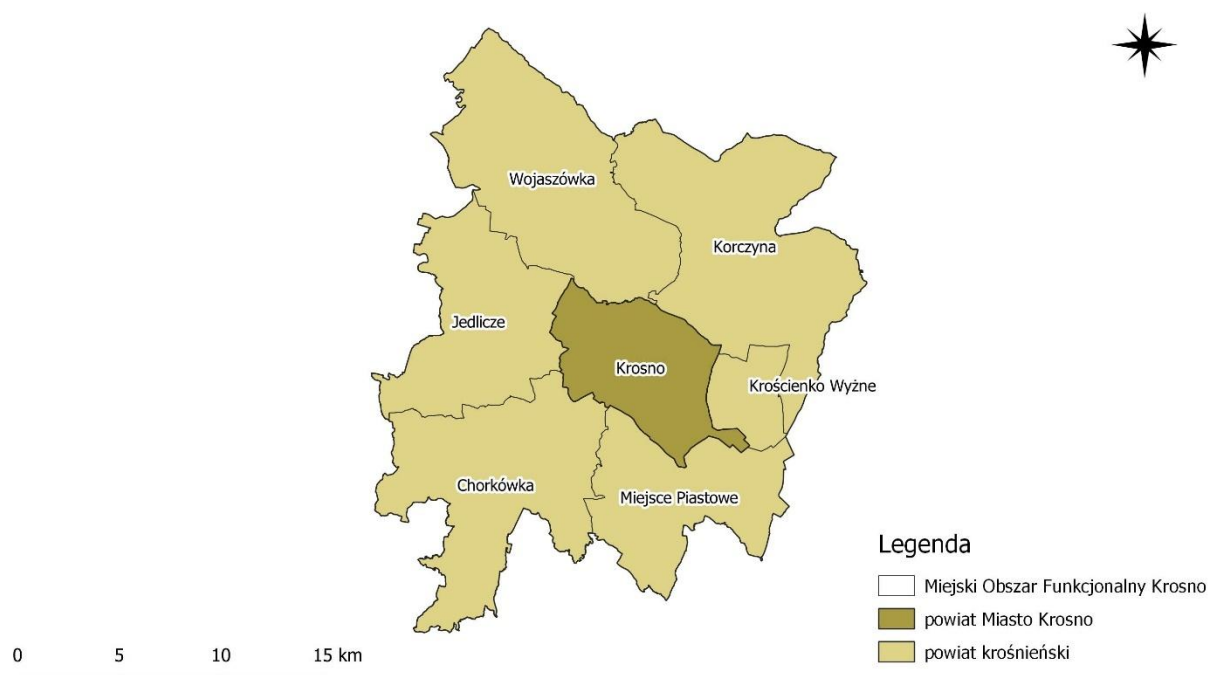 Wojaszówka
Korczyna
Jedlicze
Krosno
Krościenko Wyżne
Chorkówka
Miejsce Piastowe
Legenda
Miejski Obszar Funkcjonalny Krosno
powiat Miasto Krosno
powiat krośnieński
0 5 10 15 km